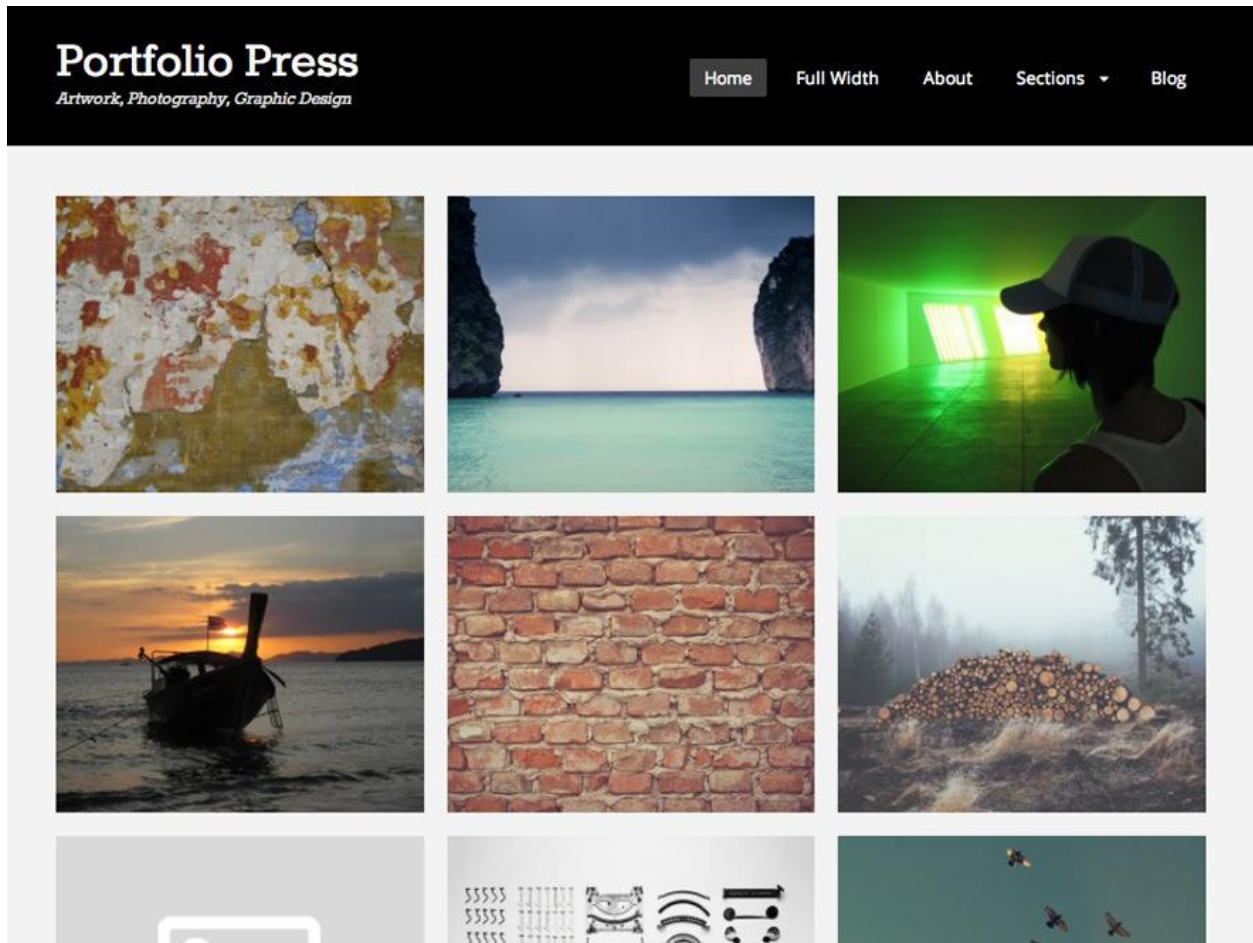 Portfolio Press
Artwork, Photography, Graphic Design
Home Full Width About Sections Blog